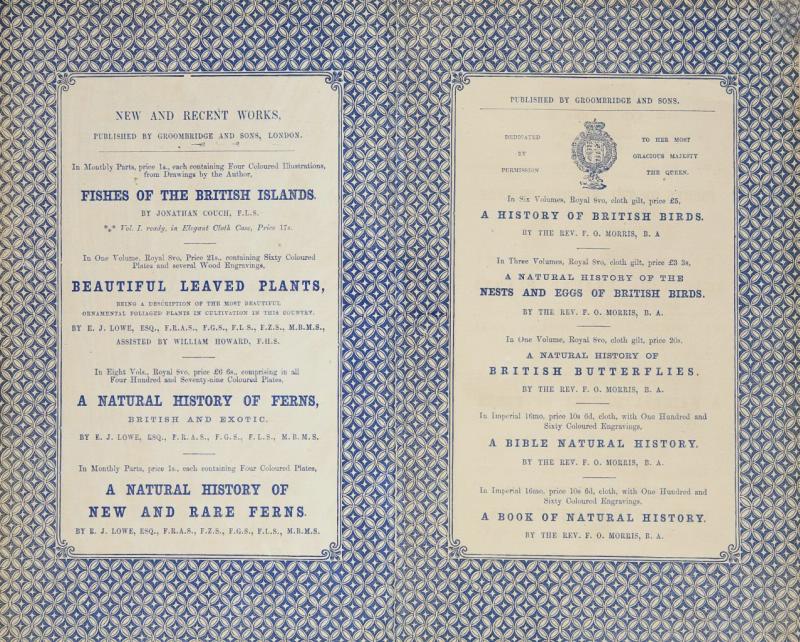 NEW AND RECENT WORKS,
PUBLISHED BY GROOMBRIDGE AND SONS, LONDON.
In Monthly Parts, price 1s., each containing Four Coloured Illustrations,
from Drawings by the Author,
FISHES OF THE BRITISH ISLANDS.
BY JONATHAN COUCH, F.L.S.
*** Vol. I. ready, in Elegant Cloth Case, Price 17s.
In One Volume, Royal 8vo, Price 21s., containing Sixty Coloured
Plates and several Wood Engravings,
BEAUTIFUL LEAVED PLANTS,
BEING A DESCRIPTION OF THE MOST BEAUTIFUL
ORNAMENTAL FOLIAGED PLANTS IN CULTIVATION IN THIS COUNTRY.
BY E. J. LOWE, ESQ., F.R.A.S., F.G.S., F.L.S., F.Z.S., M.B.M.S.,
ASSISTED BY WILLIAM HOWARD, F.H.S.
In Eight Vols., Royal 8vo, price £6 6s., comprising in all
Four Hundred and Seventy-nine Coloured Plates,
A NATURAL HISTORY OF FERNS,
BRITISH AND EXOTIC.
BY E. J. LOWE, ESQ., F.R.A.S., F.G.S., F.L.S., M.B.M.S.
In Monthly Parts, price 1s., each containing Four Coloured Plates,
A NATURAL HISTORY OF
NEW AND RARE FERNS.
BY E. J. LOWE, ESQ., F.R.A.S., F.Z.S., F.G.S., F.L.S., M.B.M.S.
PUBLISHED BY GROOMBRIDGE AND SONS.
DEDICATED
BY
PERMISSION
TO HER MOST
GRACIOUS MAJESTY
THE QUEEN.
In Six Volumes, Royal 8vo, cloth gilt, price £5,
A HISTORY OF BRITISH BIRDS.
BY THE REV. F. O. MORRIS, B. A
In Three Volumes, Royal 8vo, cloth gilt, price £3 3s,
A NATURAL HISTORY OF THE
NESTS AND EGGS OF BRITISH BIRDS.
BY THE REV. F. O. MORRIS, B. A.
In One Volume, Royal 8vo, cloth gilt, price 20s.
A NATURAL HISTORY OF
BRITISH BUTTERFLIES.
BY THE REV. F. O. MORRIS, B. A.
In Imperial 16mo, price 10s 6d, cloth, with One Hundred and
Sixty Coloured Engravings,
A BIBLE NATURAL HISTORY.
BY THE REV. F. O. MORRIS, B. A.
In Imperial 16mo, price 10s 6d, cloth, with One Hundred and
Sixty Coloured Engravings,
A BOOK OF NATURAL HISTORY.
BY THE REV. F. O. MORRIS, B. A.